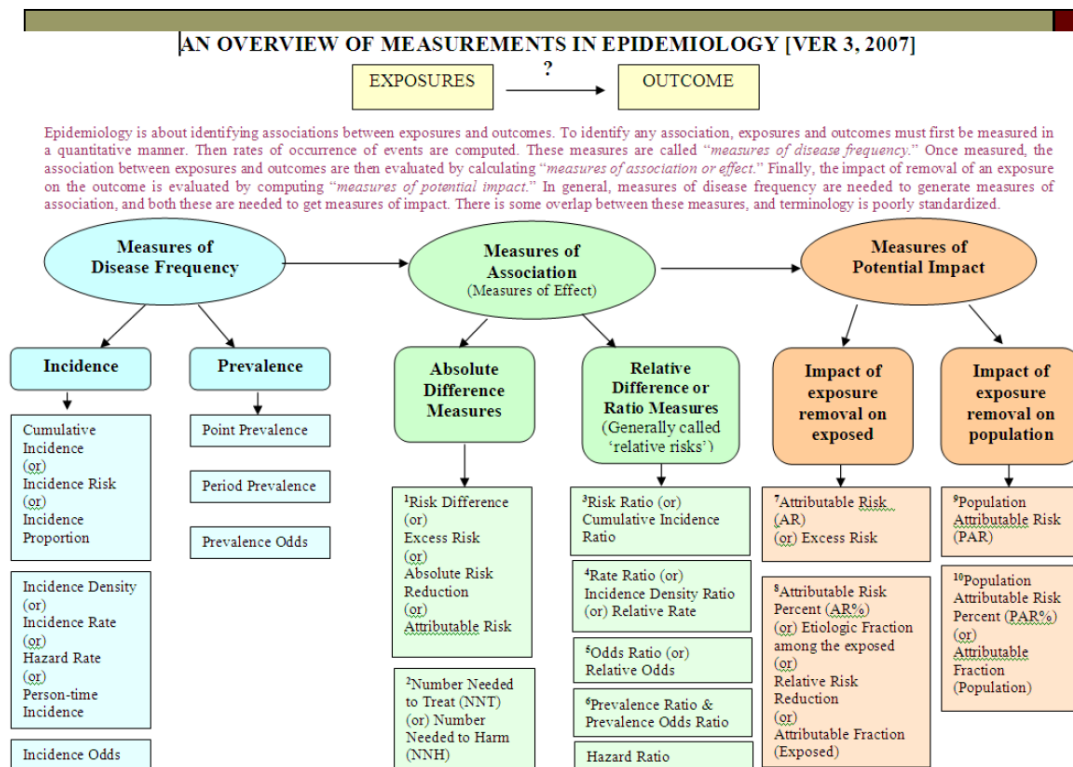 AN OVERVIEW OF MEASUREMENTS IN EPIDEMIOLOGY [VER 3, 2007]
?
EXPOSURES
OUTCOME
Epidemiology is about identifying associations between exposures and outcomes. To identify any association, exposures and outcomes must first be measured in
a quantitative manner. Then rates of occurrence of events are computed. These measures are called “measures of disease frequency.” Once measured, the
association between exposures and outcomes are then evaluated by calculating “measures of association or effect.” Finally, the impact of removal of an exposure
on the outcome is evaluated by computing “measures of potential impact.” In general, measures of disease frequency are needed to generate measures of
association, and both these are needed to get measures of impact. There is some overlap between these measures, and terminology is poorly standardized.
Measures of
Disease Frequency
Measures of
Association
(Measures of Effect)
Measures of
Potential Impact
Incidence
Prevalence
Absolute
Difference
Measures
Relative
Difference or
Ratio Measures
(Generally called
‘relative risks’)
Impact of
exposure
removal on
exposed
Impact of
exposure
removal on
population
Cumulative
Incidence
(or)
Incidence Risk
(or)
Incidence
Proportion
Incidence Density
(or)
Incidence Rate
(or)
Hazard Rate
(or)
Person-time
Incidence
Incidence Odds
Point Prevalence
Period Prevalence
Prevalence Odds
¹Risk Difference
(or)
Excess Risk
(or)
Absolute Risk
Reduction
(or)
Attributable Risk
²Number Needed
to Treat (NNT)
(or) Number
Needed to Harm
(NNH)
³Risk Ratio (or)
Cumulative Incidence
Ratio
⁴Rate Ratio (or)
Incidence Density Ratio
(or) Relative Rate
⁵Odds Ratio (or)
Relative Odds
⁶Prevalence Ratio &
Prevalence Odds Ratio
Hazard Ratio
⁷Attributable Risk
(AR)
(or) Excess Risk
⁸Attributable Risk
Percent (AR%)
(or) Etiologic Fraction
among the exposed
(or)
Relative Risk
Reduction
(or)
Attributable Fraction
(Exposed)
⁹Population
Attributable Risk
(PAR)
¹⁰Population
Attributable Risk
Percent (PAR%)
(or)
Attributable
Fraction
(Population)